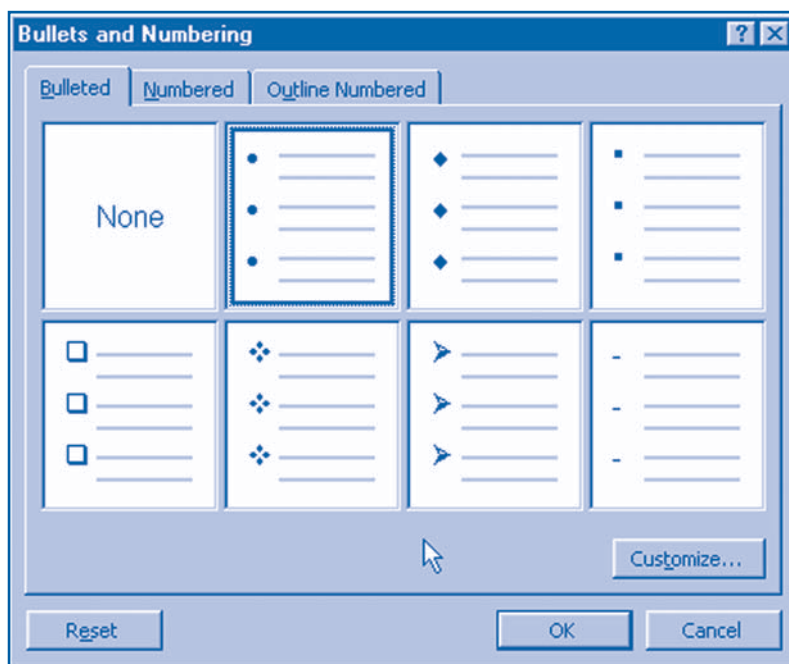 Bullets and Numbering
Bulleted Numbered Outline Numbered
None
Customize...
Reset OK Cancel